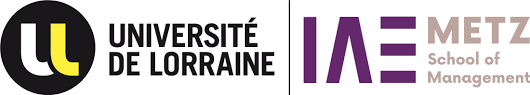 UNIVERSITÉ
DE LORRAINE
IAE
METZ
School of
Management